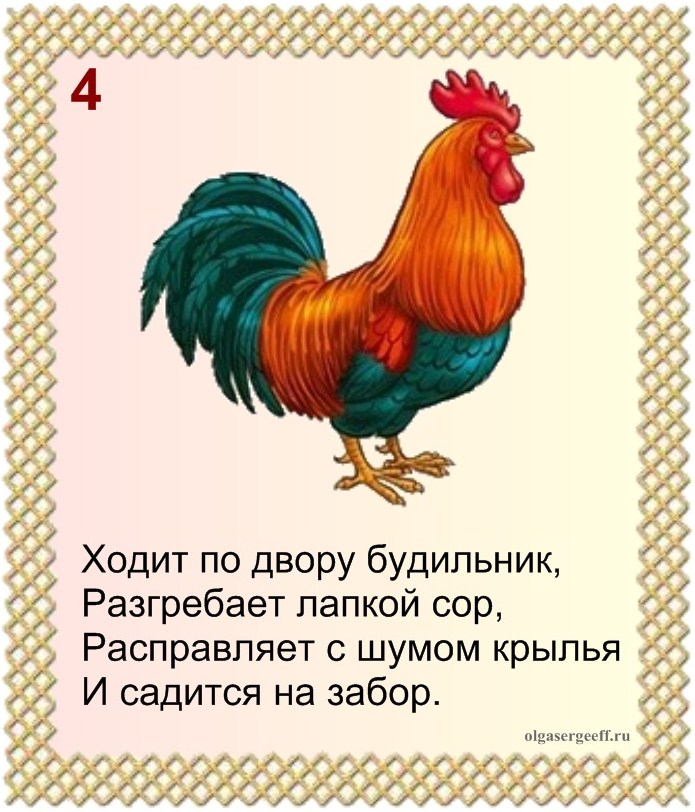 4
Ходит по двору будильник,
Разгребает лапкой сор,
Расправляет с шумом крылья
И садится на забор.
olgasergeeff.ru